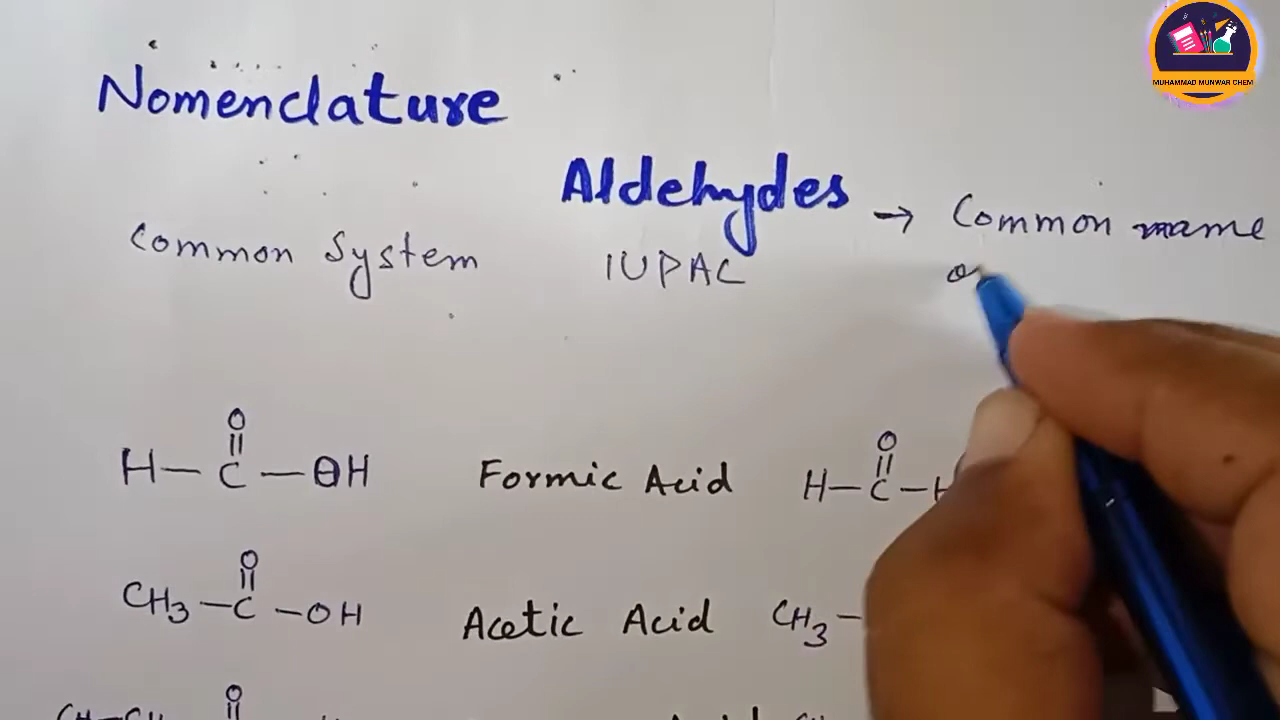 MUHAMMAD MUNWAR CHEM
Nomenclature
Aldehydes → Common name
Common System IUPAC
O
H—C—OH Formic Acid
O
H—C—H
O
CH3—C—OH Acetic Acid CH3—
O